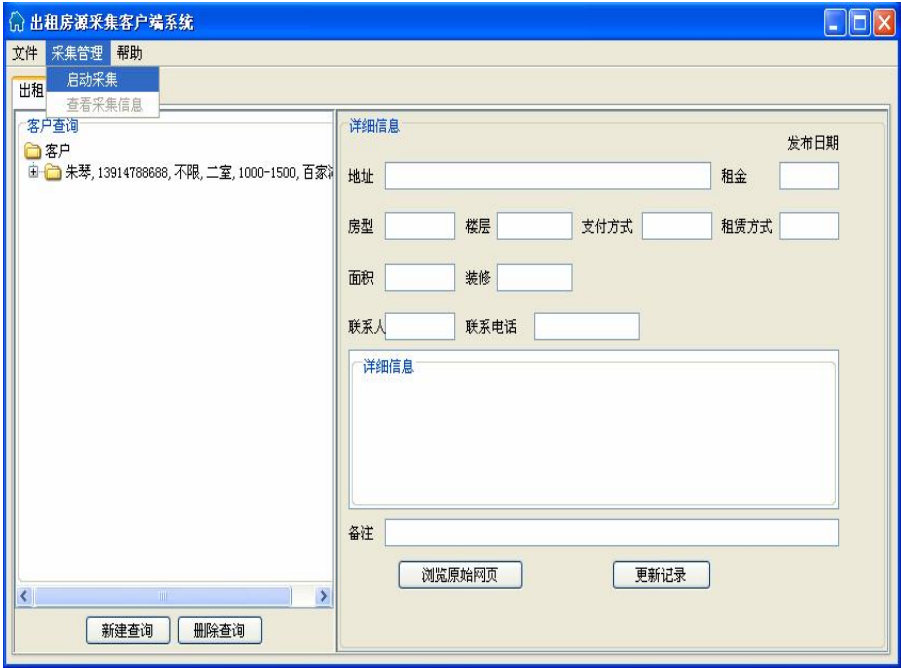 出租房源采集客户端系统
文件 采集管理 帮助
启动采集
出租
查看采集信息
客户查询
客户
朱琴,13914788688,不限,二室,1000-1500,百家
详细信息
发布日期
地址 租金
房型 楼层 支付方式 租赁方式
面积 装修
联系人 联系电话
详细信息
备注
浏览原始网页 更新记录
新建查询 删除查询